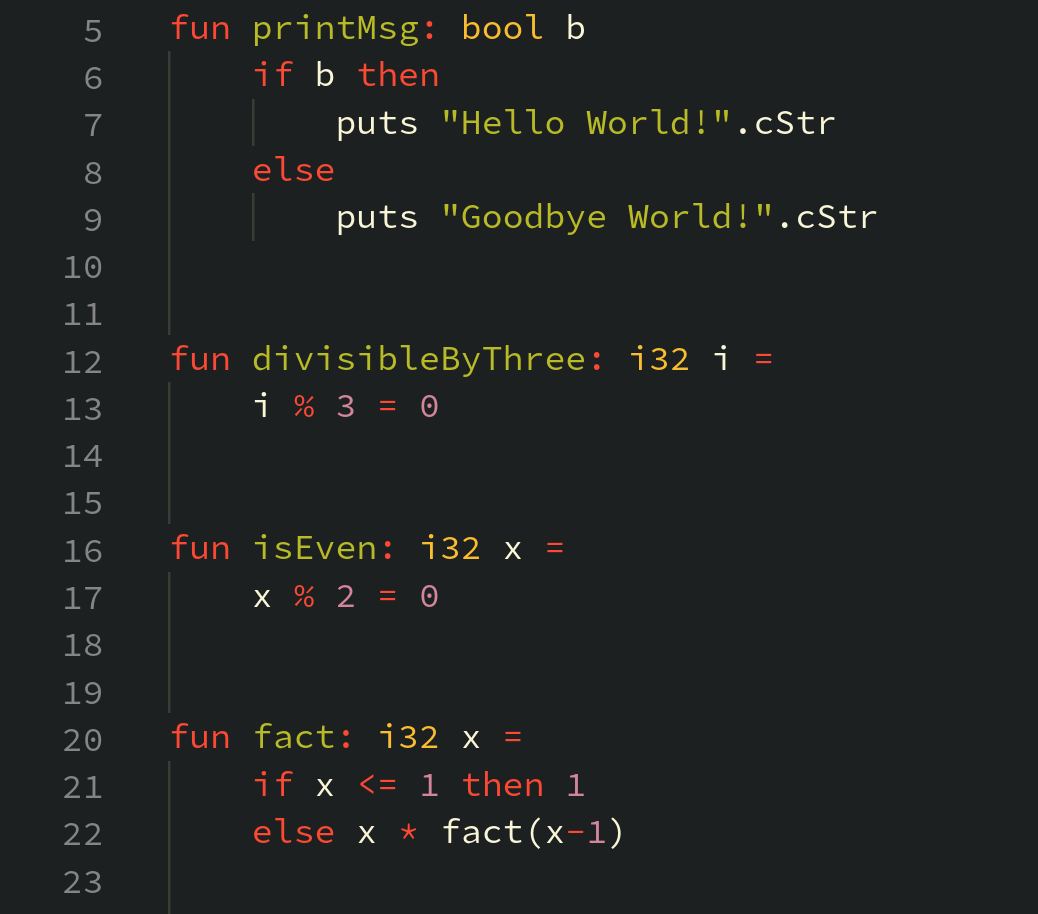 5 fun printMsg: bool b
6     if b then
7         puts "Hello World!".cStr
8     else
9         puts "Goodbye World!".cStr
10
11
12 fun divisibleByThree: i32 i =
13     i % 3 = 0
14
15
16 fun isEven: i32 x =
17     x % 2 = 0
18
19
20 fun fact: i32 x =
21     if x <= 1 then 1
22     else x * fact(x-1)
23